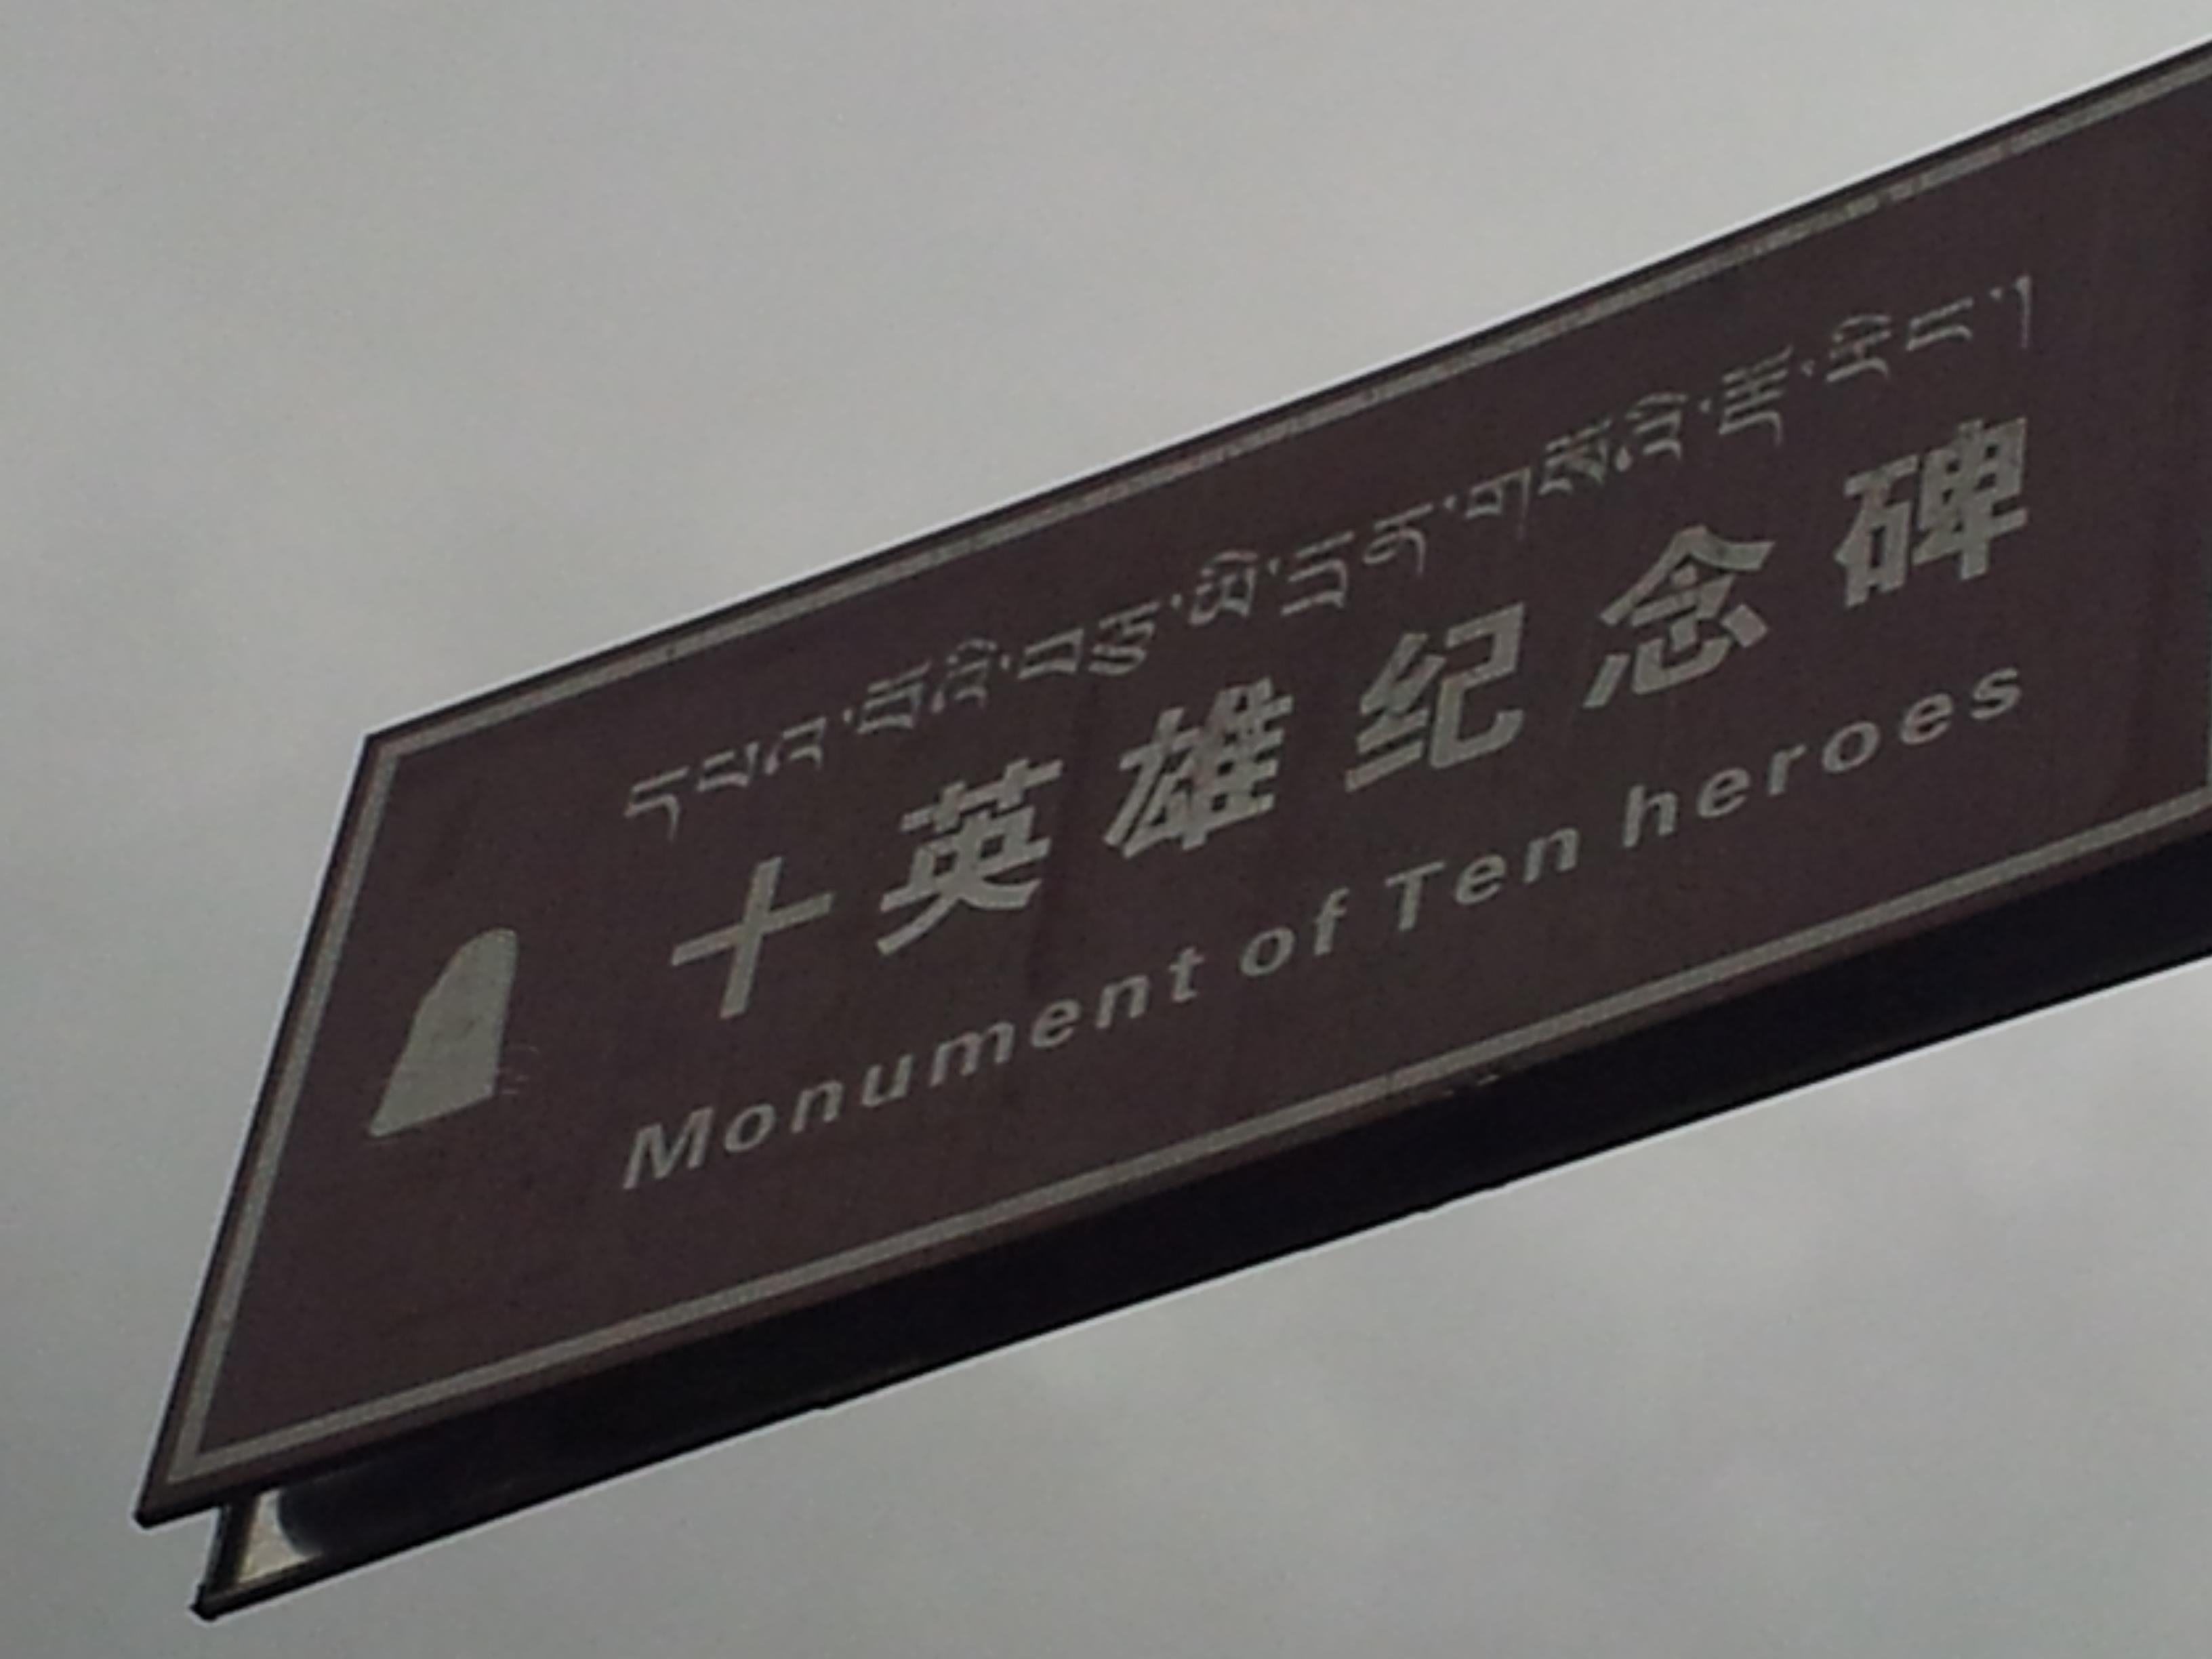 དཔའ་བོའི་བཅུ་ཡི་དྲན་གསོའི་རྡོ་རིང་།
十英雄纪念碑
Monument of Ten heroes